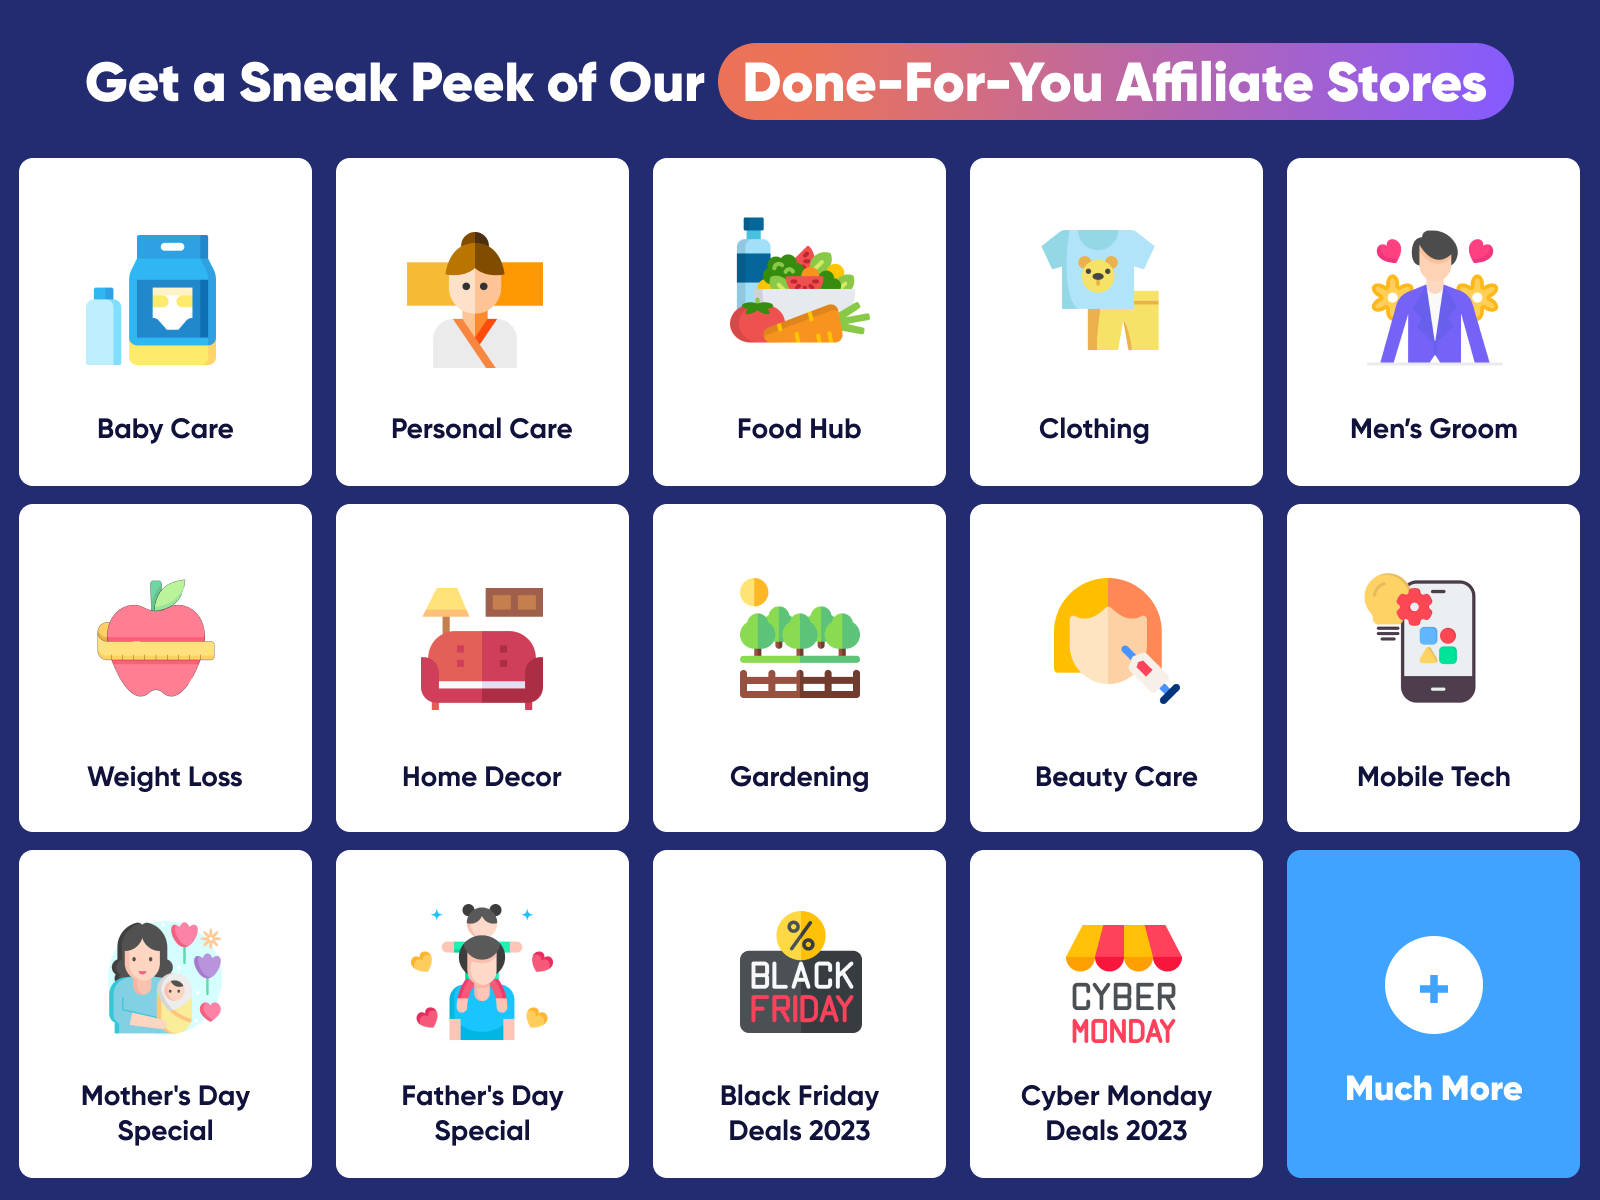 Get a Sneak Peek of Our Done-For-You Affiliate Stores
Baby Care
Personal Care
Food Hub
Clothing
Men’s Groom
Weight Loss
Home Decor
Gardening
Beauty Care
Mobile Tech
Mother's Day
Special
Father's Day
Special
%
BLACK
FRIDAY
Black Friday
Deals 2023
CYBER
MONDAY
Cyber Monday
Deals 2023
+
Much More